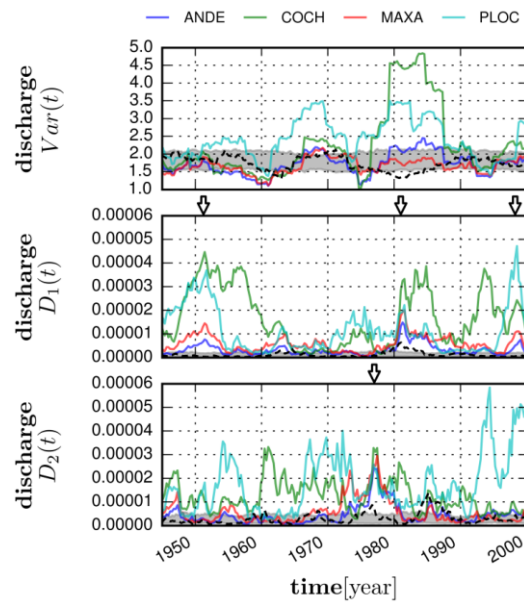 ANDE COCH MAXA PLOC
discharge
Var(t)
5.0
4.5
4.0
3.5
3.0
2.5
2.0
1.5
1.0
discharge
D₁(t)
0.00006
0.00005
0.00004
0.00003
0.00002
0.00001
0.00000
discharge
D₂(t)
0.00006
0.00005
0.00004
0.00003
0.00002
0.00001
0.00000
1950 1960 1970 1980 1990 2000
time[year]